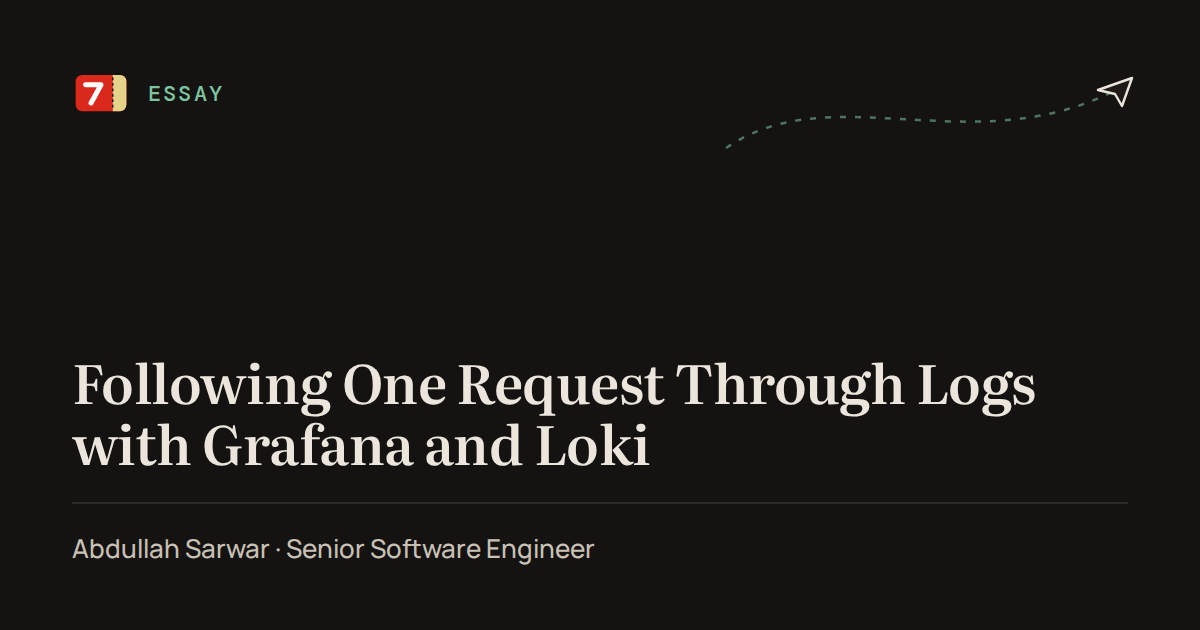 7 ESSAY
Following One Request Through Logs
with Grafana and Loki
Abdullah Sarwar · Senior Software Engineer